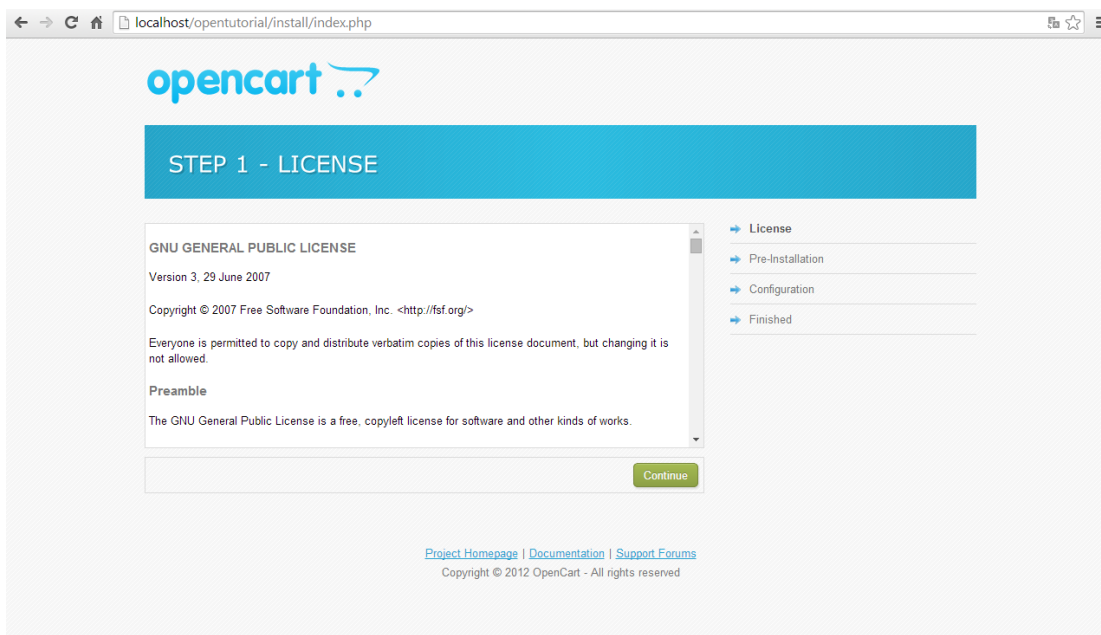 localhost/opentutorial/install/index.php
opencart
STEP 1 - LICENSE
GNU GENERAL PUBLIC LICENSE
Version 3, 29 June 2007
Copyright © 2007 Free Software Foundation, Inc. <http://fsf.org/>
Everyone is permitted to copy and distribute verbatim copies of this license document, but changing it is
not allowed.
Preamble
The GNU General Public License is a free, copyleft license for software and other kinds of works.
Continue
License
Pre-Installation
Configuration
Finished
Project Homepage | Documentation | Support Forums
Copyright © 2012 OpenCart - All rights reserved